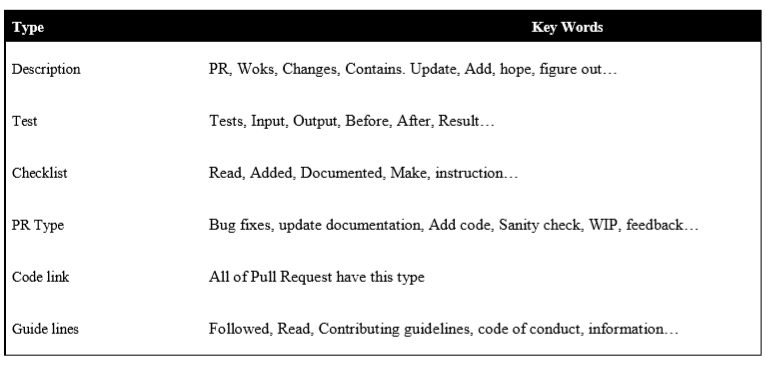 Type Key Words
Description PR, Woks, Changes, Contains. Update, Add, hope, figure out…
Test Tests, Input, Output, Before, After, Result…
Checklist Read, Added, Documented, Make, instruction…
PR Type Bug fixes, update documentation, Add code, Sanity check, WIP, feedback…
Code link All of Pull Request have this type
Guide lines Followed, Read, Contributing guidelines, code of conduct, information…